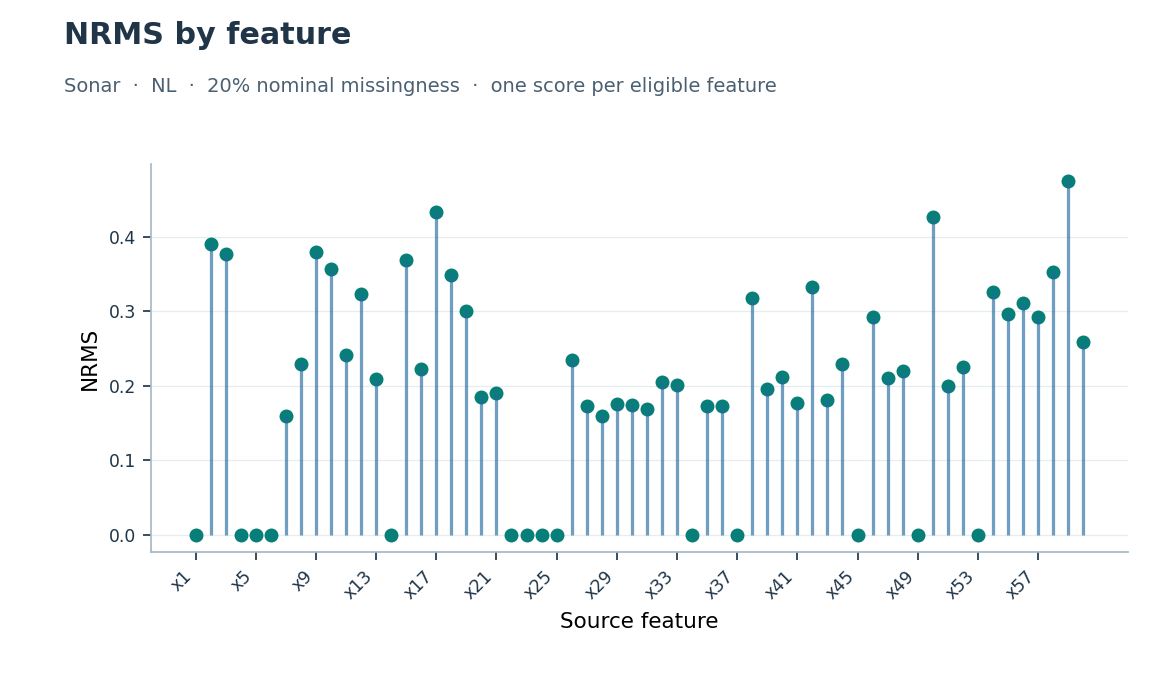 NRMS by feature
Sonar · NL · 20% nominal missingness · one score per eligible feature
NRMS
0.4
0.3
0.2
0.1
0.0
x1 x5 x9 x13 x17 x21 x25 x29 x33 x37 x41 x45 x49 x53 x57
Source feature